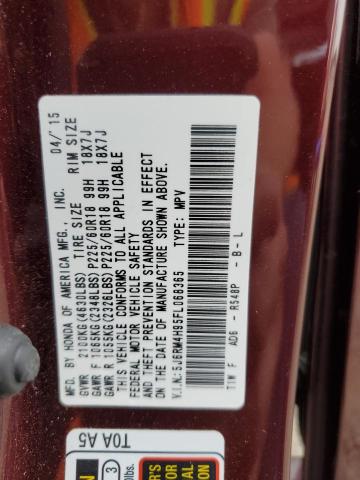 MFD. BY HONDA OF AMERICA MFG., INC. 04/ 15
GVWR 2100KG(4630LBS) TIRE SIZE RIM SIZE
GAWR F 1065KG(2348LBS) P225/60R18 99H 18X7J
GAWR R 1055KG(2326LBS) P225/60R18 99H 18X7J
THIS VEHICLE CONFORMS TO ALL APPLICABLE
FEDERAL MOTOR VEHICLE SAFETY
AND THEFT PREVENTION STANDARDS IN EFFECT
ON THE DATE OF MANUFACTURE SHOWN ABOVE.
V.I.N.: 5J6RM4H95FL068365 TYPE: MPV
TIW F AD6 - R548P - B - L
T0A A5